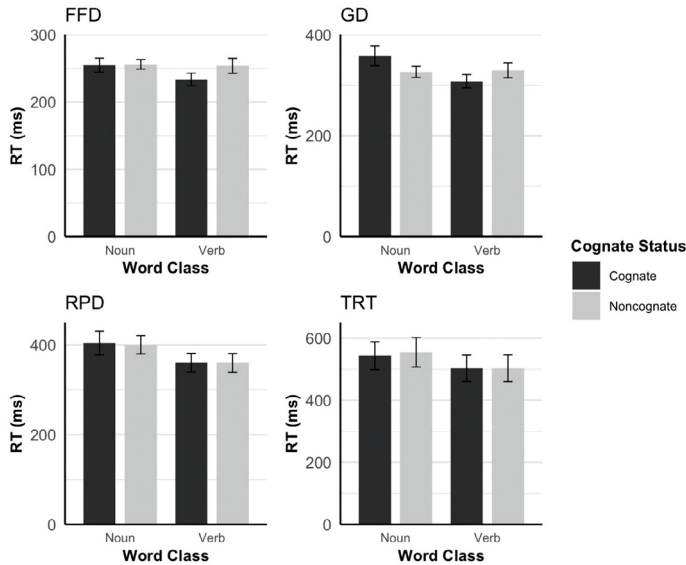 FFD
300
200
100
0
RT (ms)
Noun Verb
Word Class
GD
400
200
0
RT (ms)
Noun Verb
Word Class
Cognate Status
Cognate
Noncognate
RPD
400
200
0
RT (ms)
Noun Verb
Word Class
TRT
600
400
200
0
RT (ms)
Noun Verb
Word Class